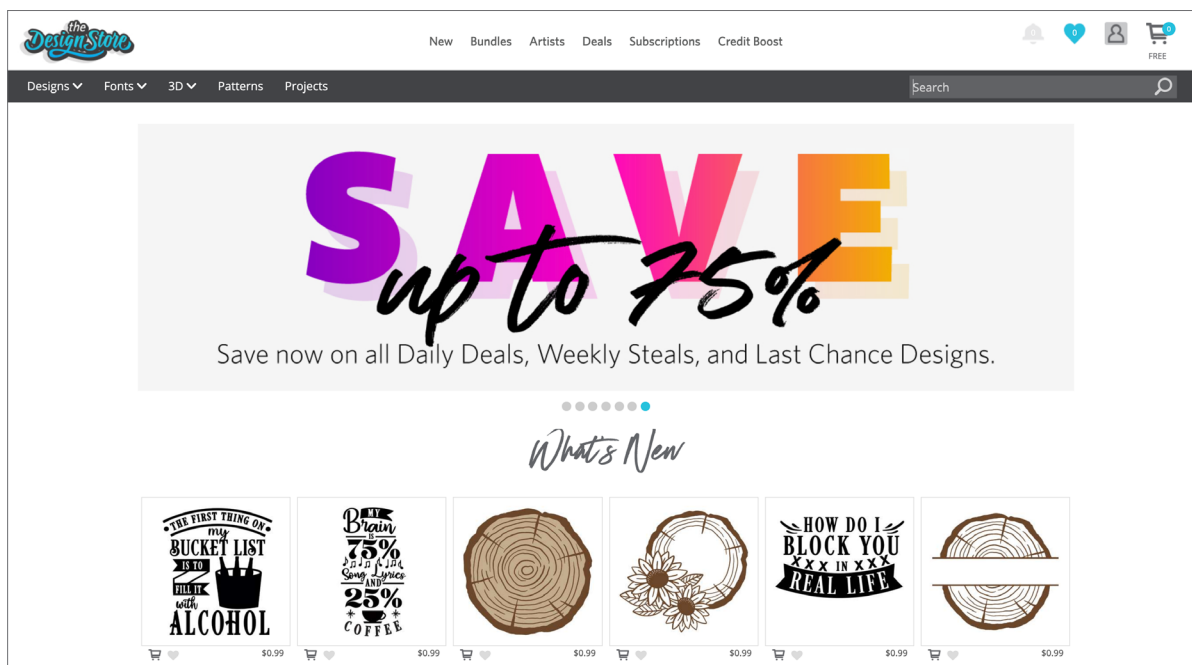 the
Design Store
New Bundles Artists Deals Subscriptions Credit Boost
0
0
0
FREE
Designs Fonts 3D Patterns Projects
Search
SAVE
up to 75%
Save now on all Daily Deals, Weekly Steals, and Last Chance Designs.
What's New
THE FIRST THING ON
my
BUCKET LIST
IS TO
FILL IT
with
ALCOHOL
MY
Brain
IS
75%
Song Lyrics
AND
25%
COFFEE
HOW DO I
BLOCK YOU
XXX IN XXX
REAL LIFE
$0.99 $0.99 $0.99 $0.99 $0.99 $0.99